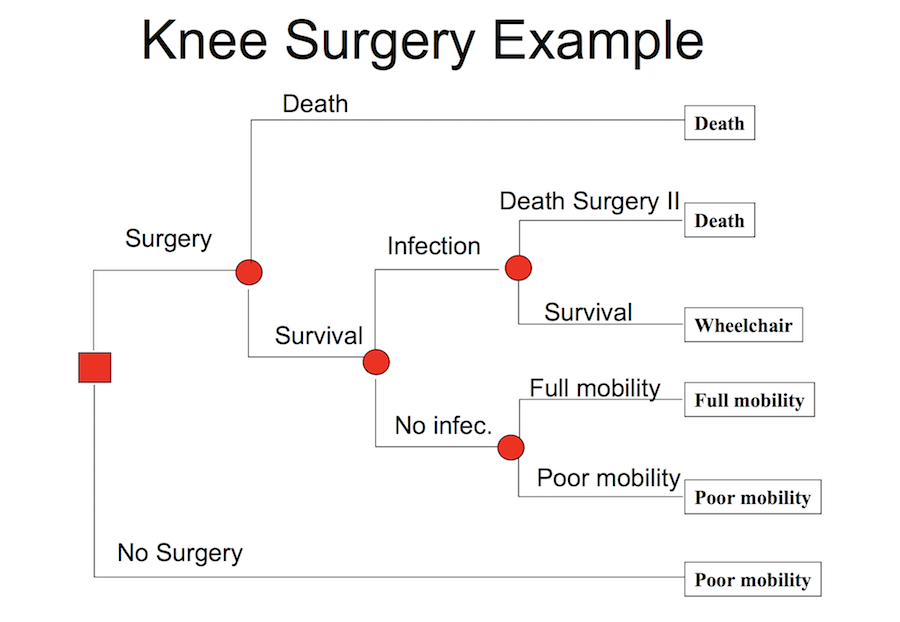 Knee Surgery Example
Death
Death
Death Surgery II
Death
Surgery
Infection
Survival
Wheelchair
Survival
Full mobility
Full mobility
No infec.
Poor mobility
Poor mobility
No Surgery
Poor mobility